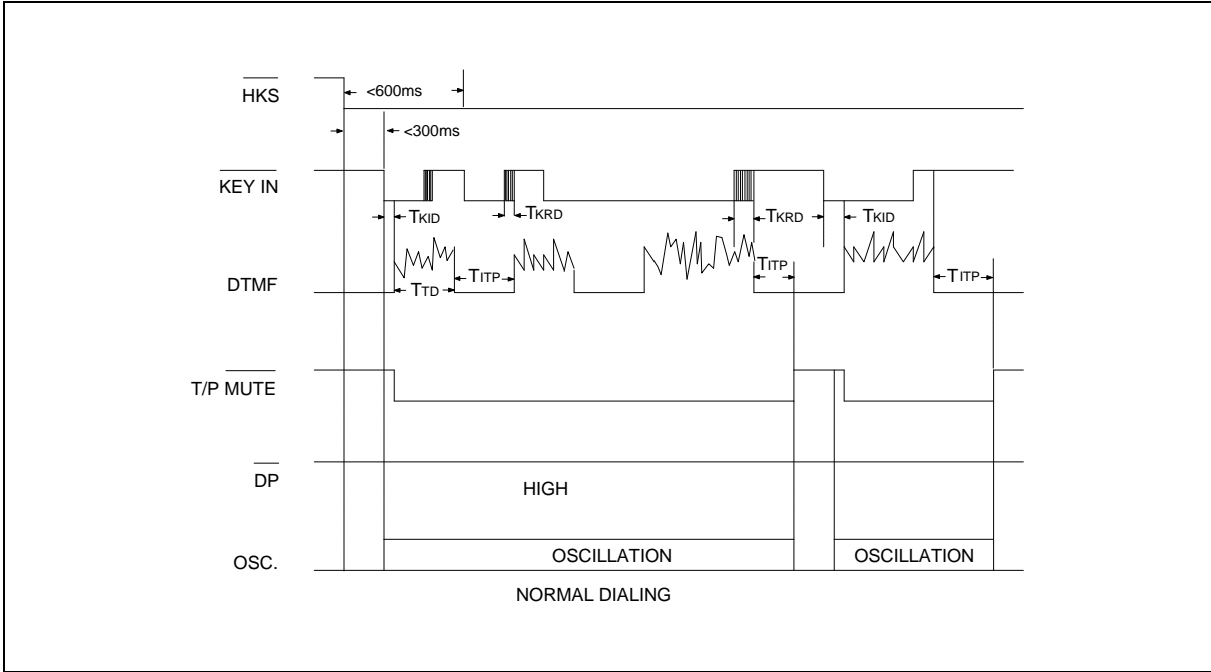 HKS
<600ms
<300ms
KEY IN
TKID
TKRD
TKRD
TKID
DTMF
TTD
TITP
TITP
TITP
T/P MUTE
DP
HIGH
OSC.
OSCILLATION
OSCILLATION
NORMAL DIALING